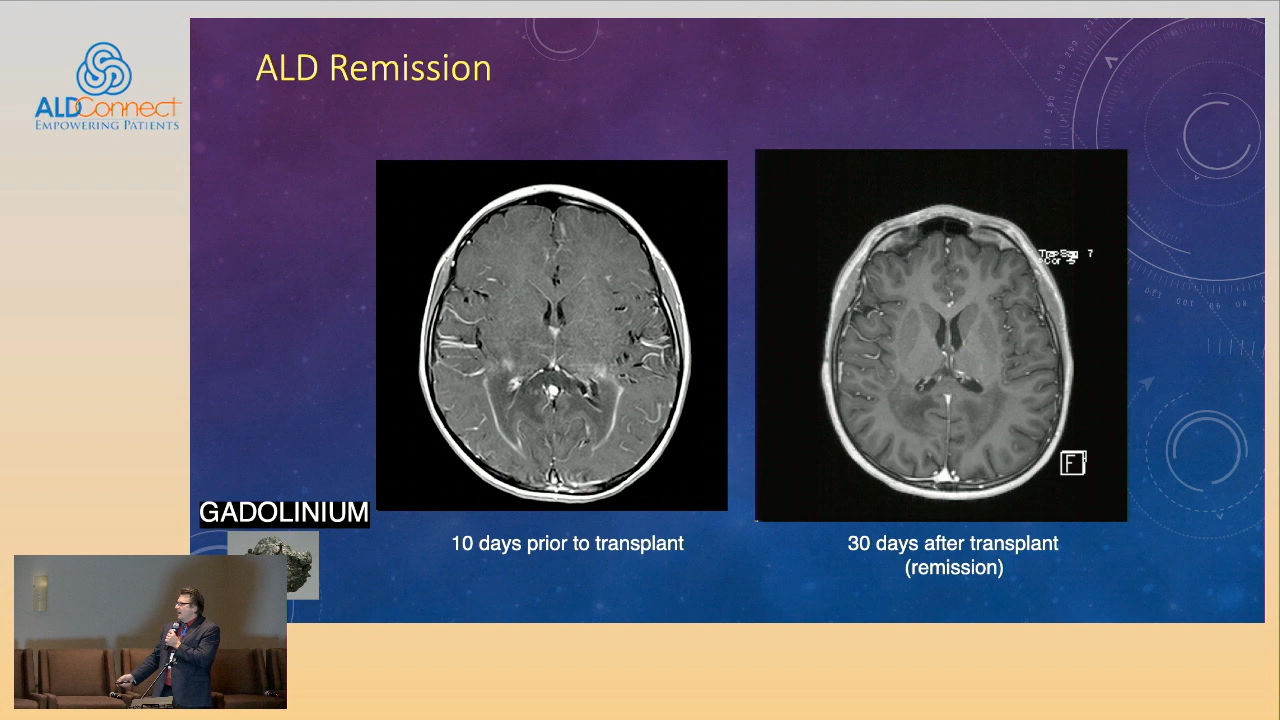 ALD Remission
ALDConnect
EMPOWERING PATIENTS
F
GADOLINIUM
10 days prior to transplant
30 days after transplant
(remission)